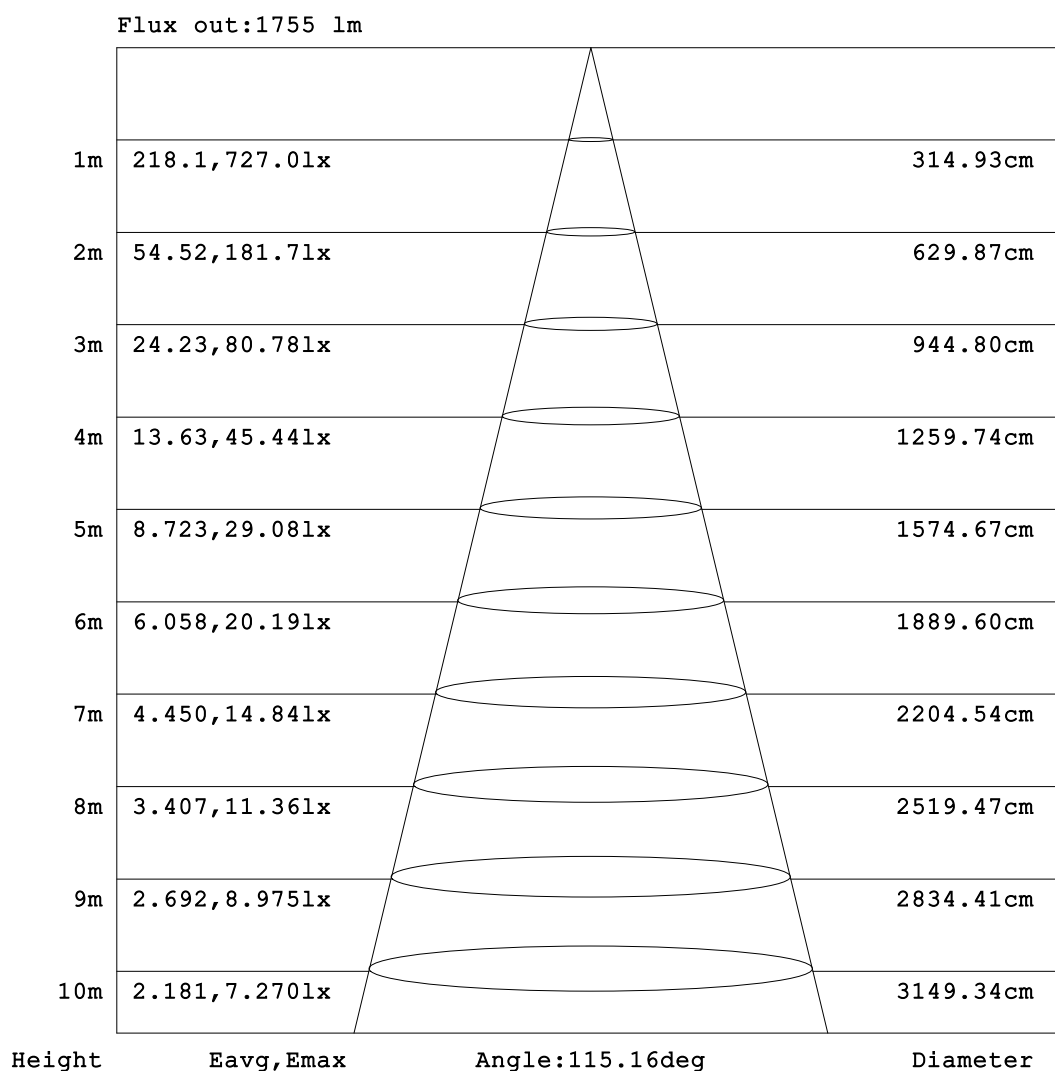 Flux out:1755 lm
1m 218.1,727.0lx 314.93cm
2m 54.52,181.7lx 629.87cm
3m 24.23,80.78lx 944.80cm
4m 13.63,45.44lx 1259.74cm
5m 8.723,29.08lx 1574.67cm
6m 6.058,20.19lx 1889.60cm
7m 4.450,14.84lx 2204.54cm
8m 3.407,11.36lx 2519.47cm
9m 2.692,8.975lx 2834.41cm
10m 2.181,7.270lx 3149.34cm
Height Eavg,Emax Angle:115.16deg Diameter